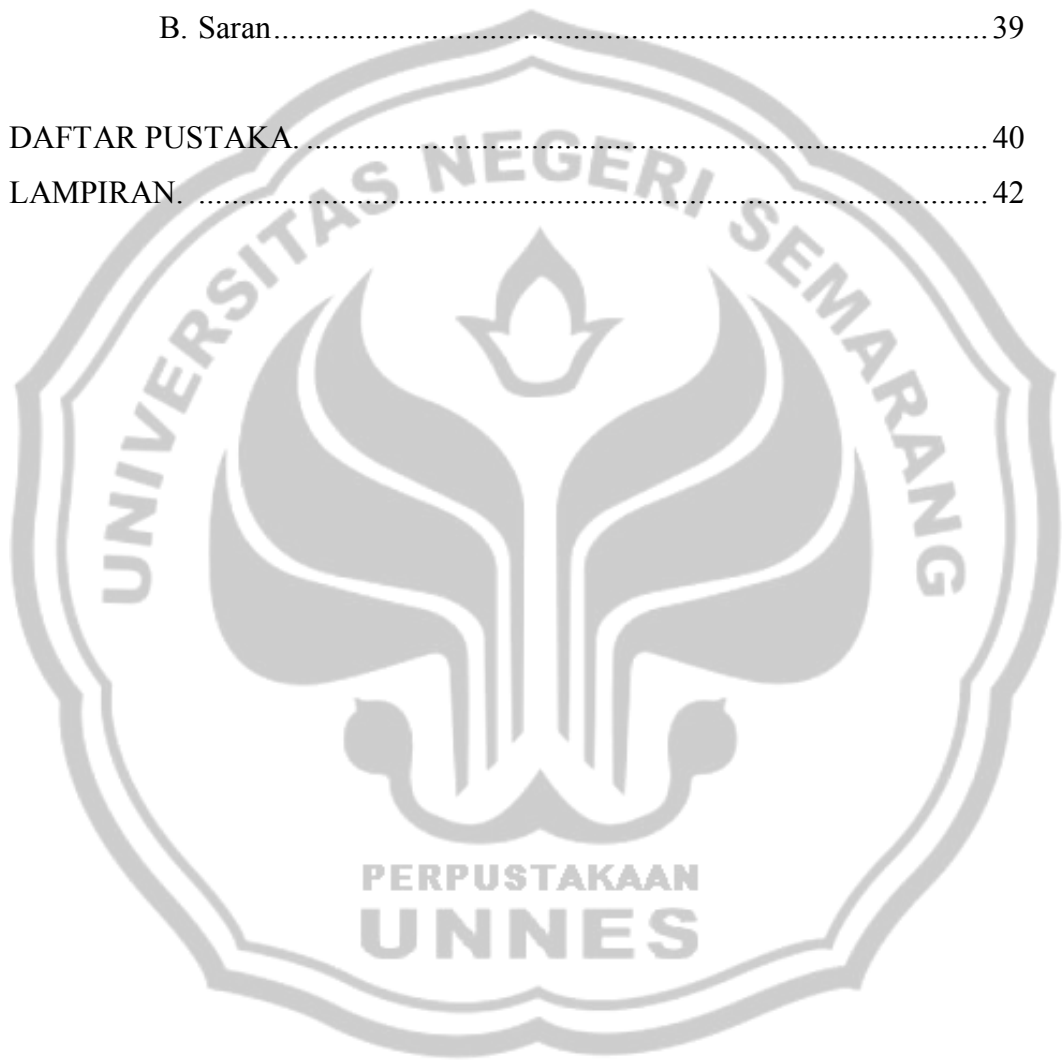 B. Saran.......................................................................................... 39
DAFTAR PUSTAKA. ...................................................................................... 40
LAMPIRAN. .................................................................................................... 42
UNIVERSITAS NEGERI SEMARANG
PERPUSTAKAAN
UNNES